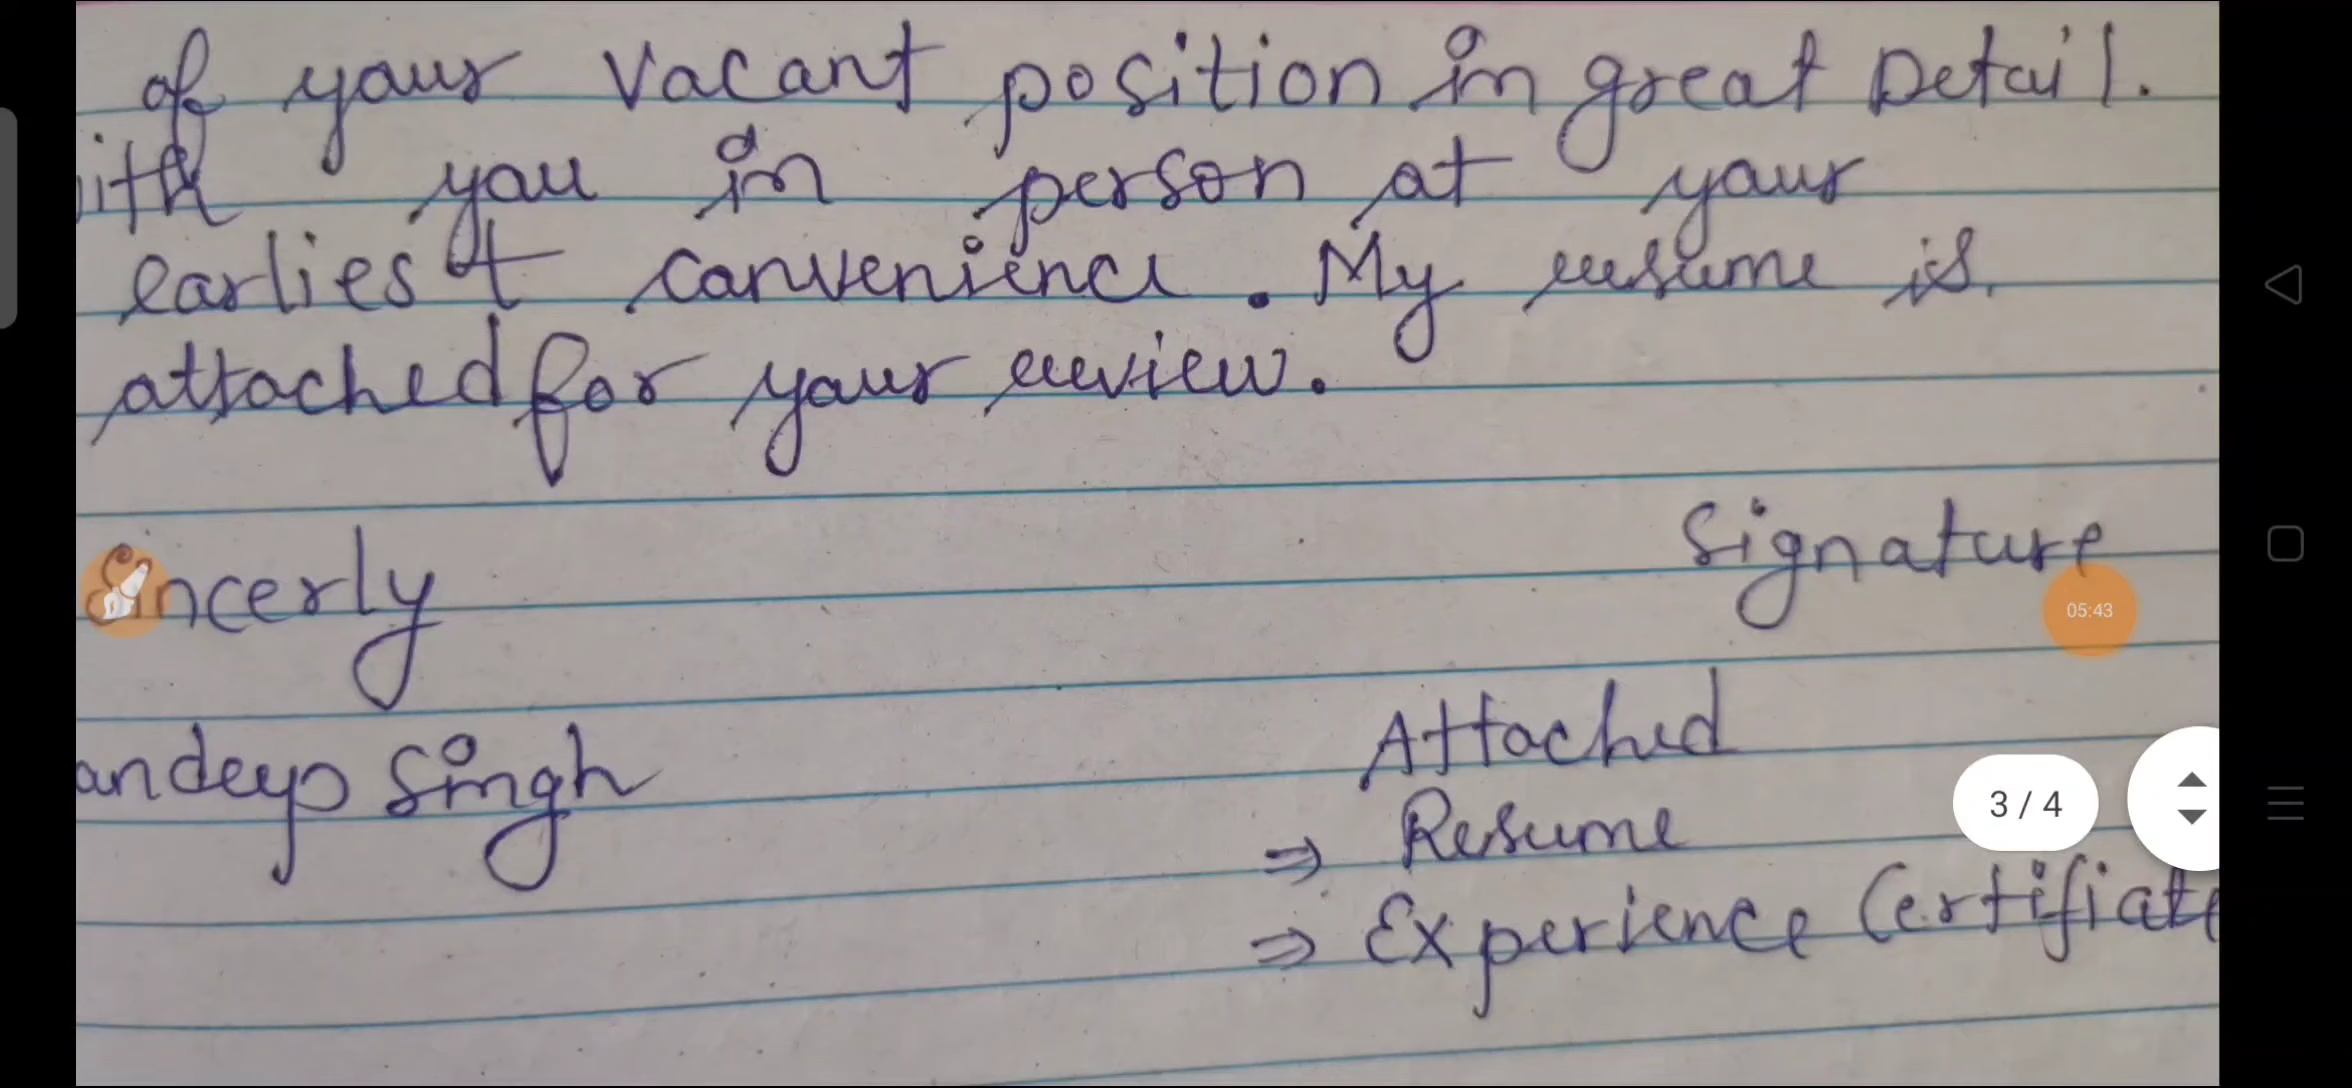 of your vacant position in great Detail.
ith you in person at your
earliest convenience. My resume is
attached for your review.
Signature
Sincerly
05:43
andeep Singh
Attached
3 / 4
⇒ Resume
⇒ Experience Certifiate